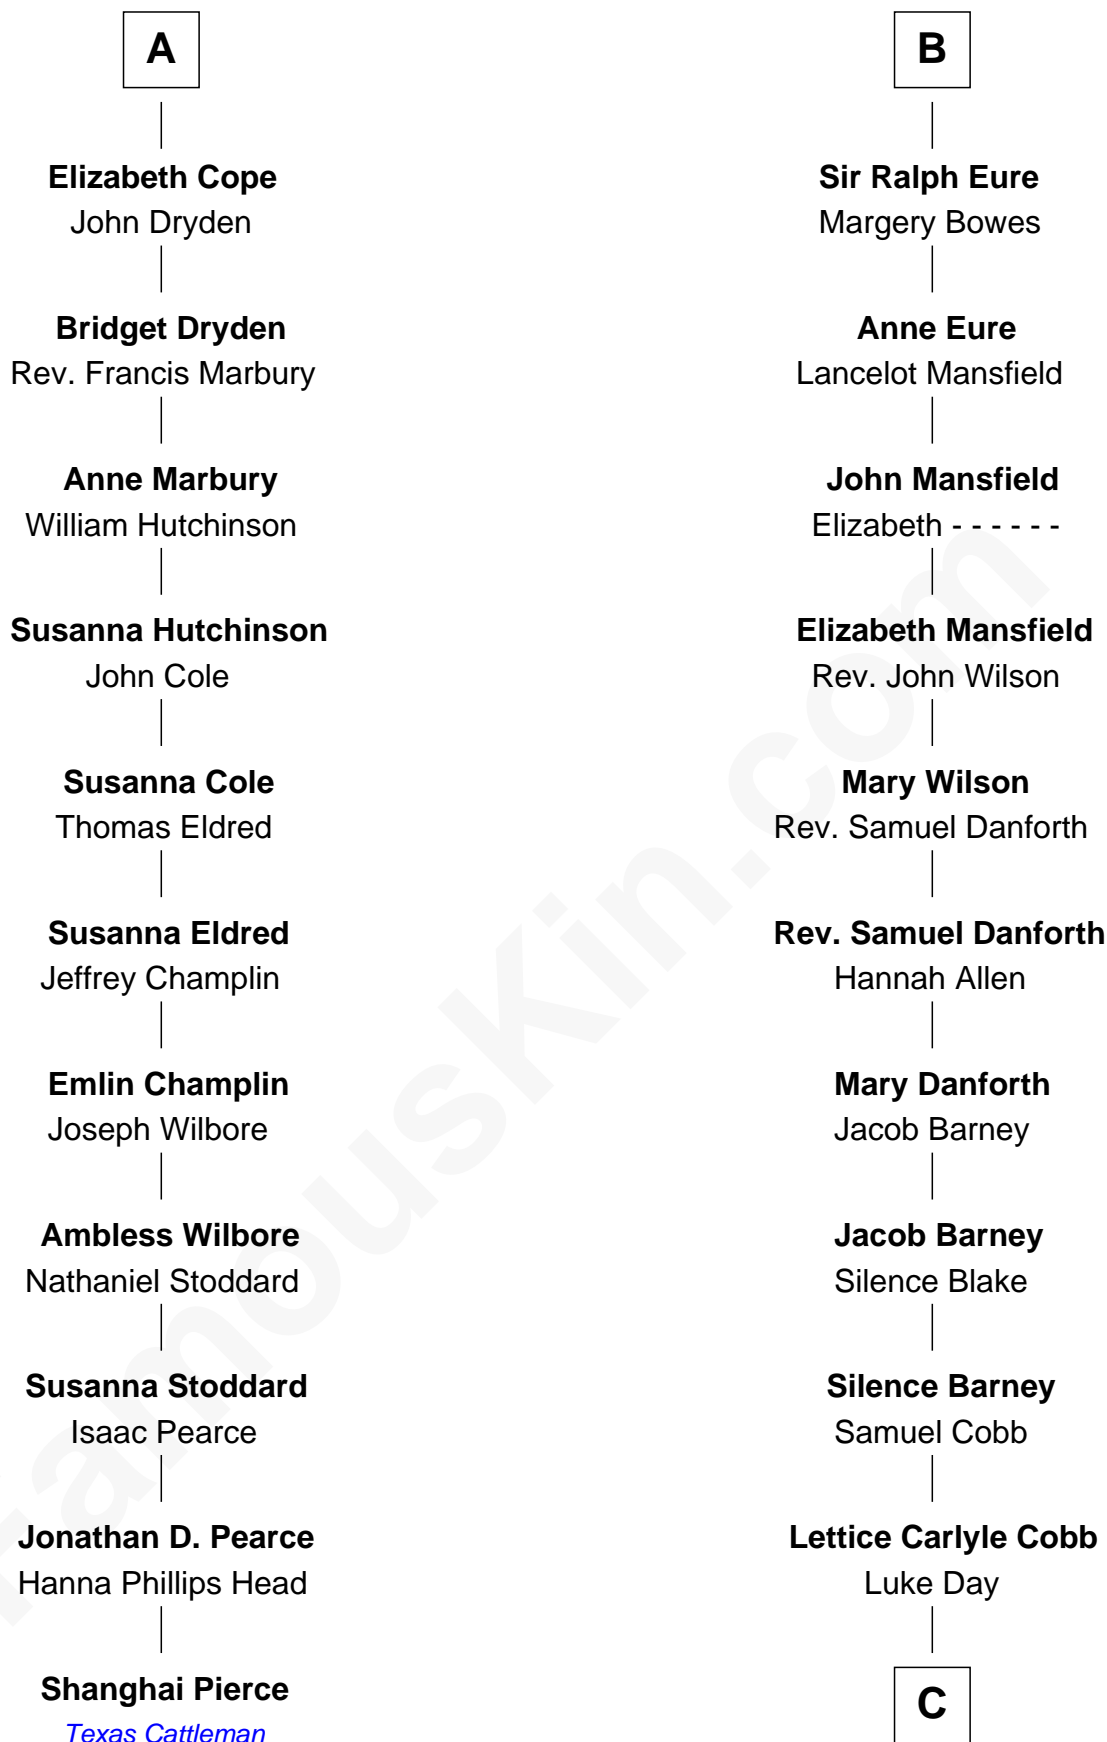 A
Elizabeth Cope
John Dryden
Bridget Dryden
Rev. Francis Marbury
Anne Marbury
William Hutchinson
Susanna Hutchinson
John Cole
Susanna Cole
Thomas Eldred
Susanna Eldred
Jeffrey Champlin
Emlin Champlin
Joseph Wilbore
Ambless Wilbore
Nathaniel Stoddard
Susanna Stoddard
Isaac Pearce
Jonathan D. Pearce
Hanna Phillips Head
Shanghai Pierce
Texas Cattleman
B
Sir Ralph Eure
Margery Bowes
Anne Eure
Lancelot Mansfield
John Mansfield
Elizabeth - - - - - -
Elizabeth Mansfield
Rev. John Wilson
Mary Wilson
Rev. Samuel Danforth
Rev. Samuel Danforth
Hannah Allen
Mary Danforth
Jacob Barney
Jacob Barney
Silence Blake
Silence Barney
Samuel Cobb
Lettice Carlyle Cobb
Luke Day
C
FamousKin.com